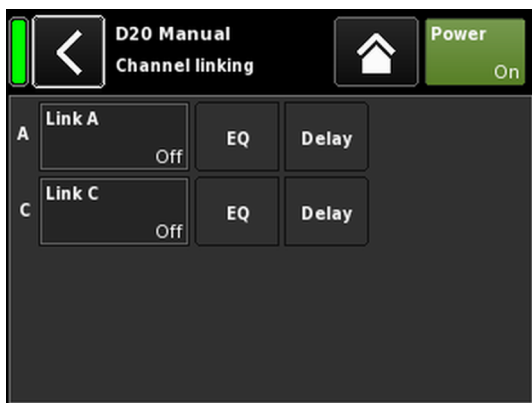 D20 Manual
Channel linking
Power
On
A
Link A
Off
EQ
Delay
C
Link C
Off
EQ
Delay